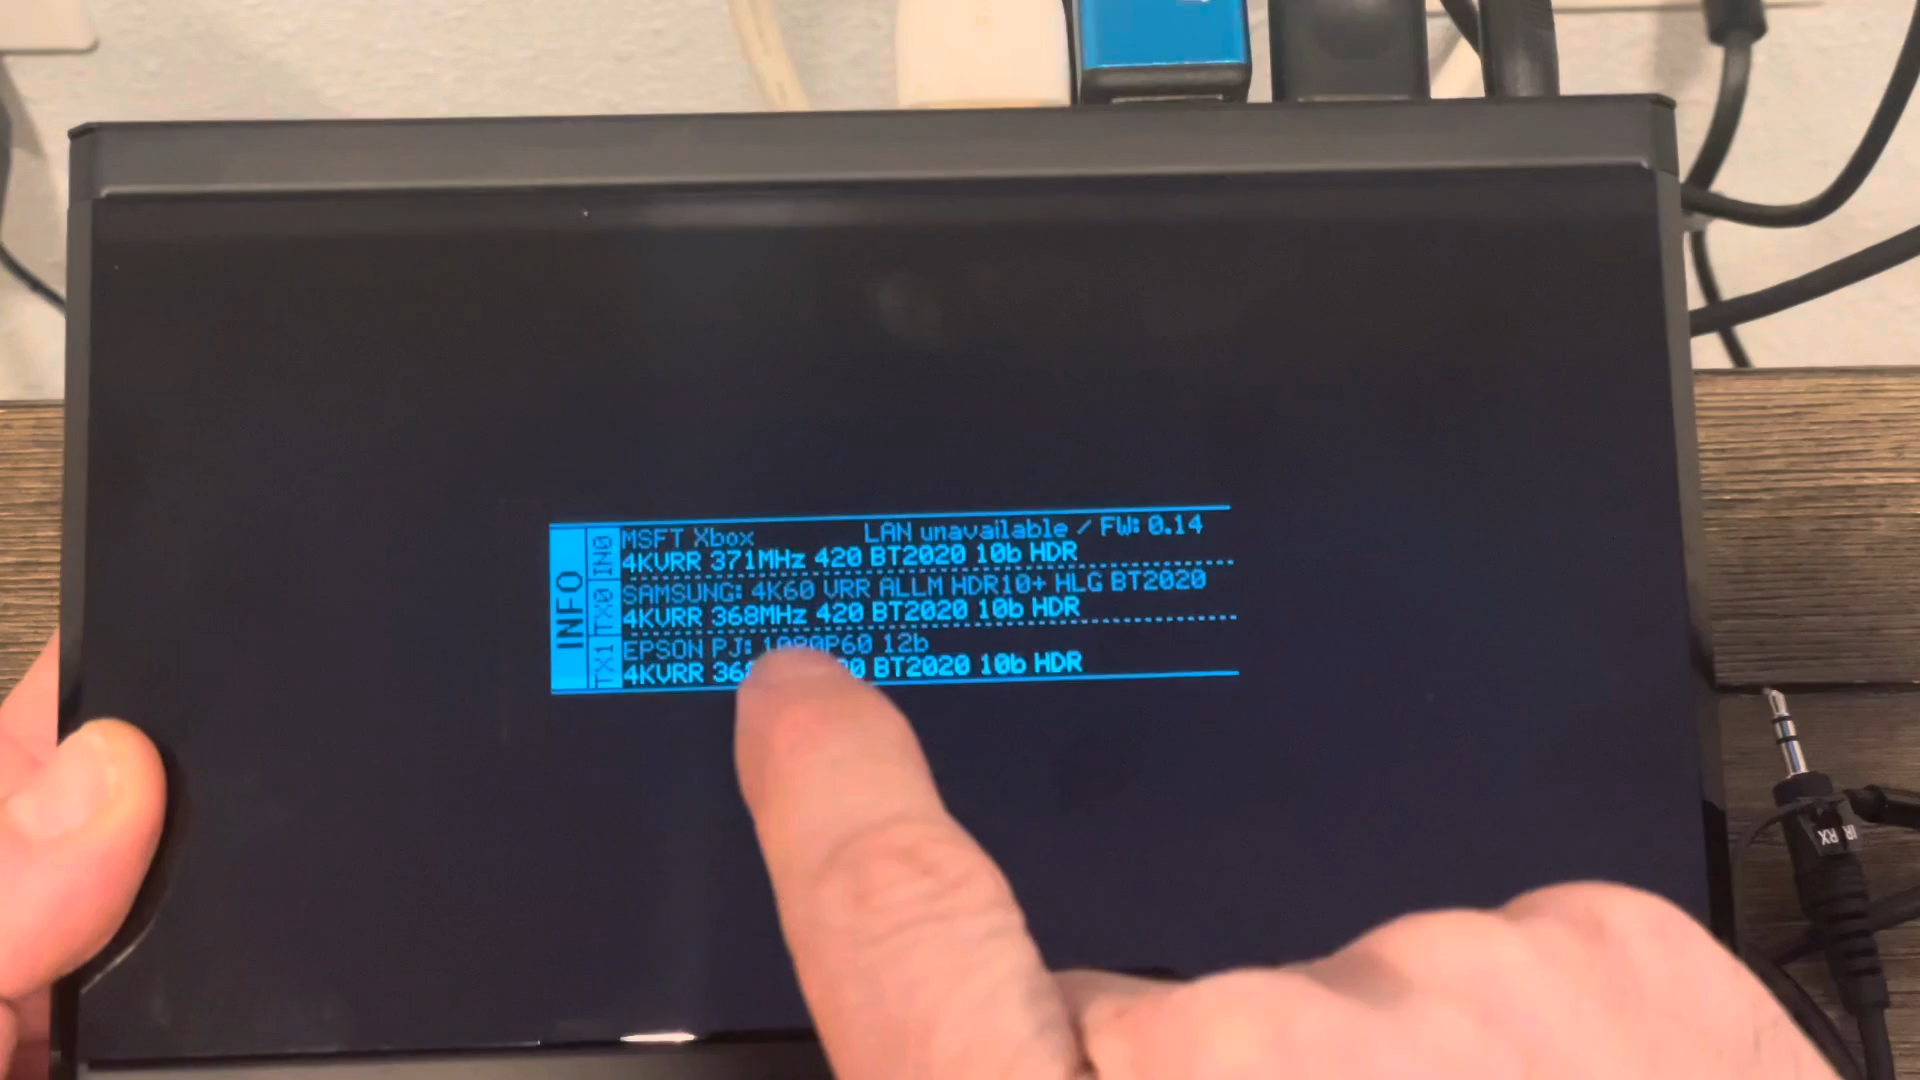 INFO
IN0
MSFT Xbox LAN unavailable / FW: 0.14
4KVRR 371MHz 420 BT2020 10b HDR
TX0
SAMSUNG: 4K60 VRR ALLM HDR10+ HLG BT2020
4KVRR 368MHz 420 BT2020 10b HDR
TX1
EPSON PJ: 1080P60 12b
4KVRR BT2020 10b HDR
IR
RX